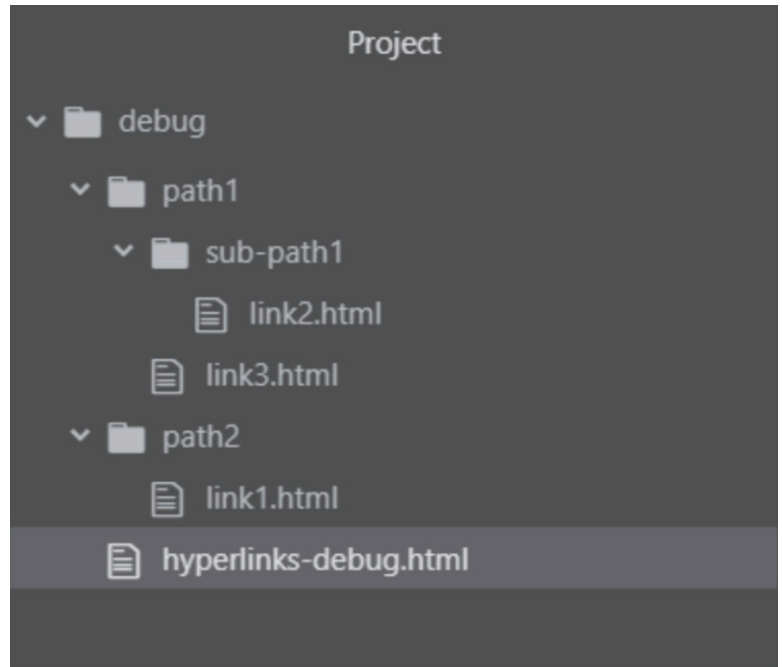 Project
debug
path1
sub-path1
link2.html
link3.html
path2
link1.html
hyperlinks-debug.html